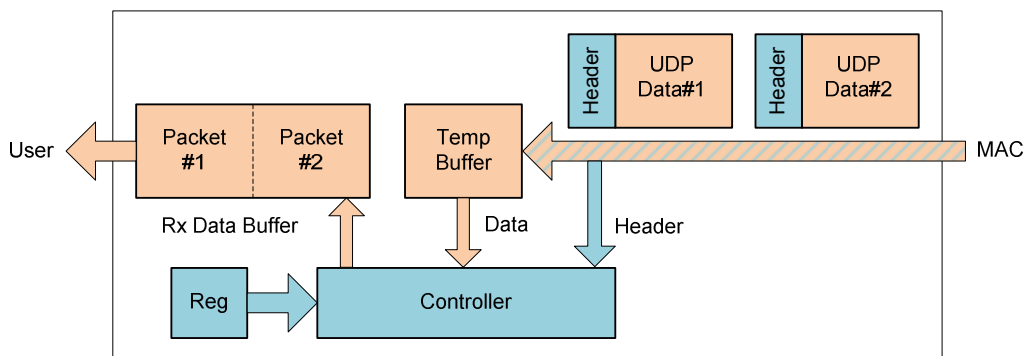 Header
UDP
Data#1
Header
UDP
Data#2
User
Packet
#1
Packet
#2
Temp
Buffer
MAC
Rx Data Buffer
Data
Header
Reg
Controller